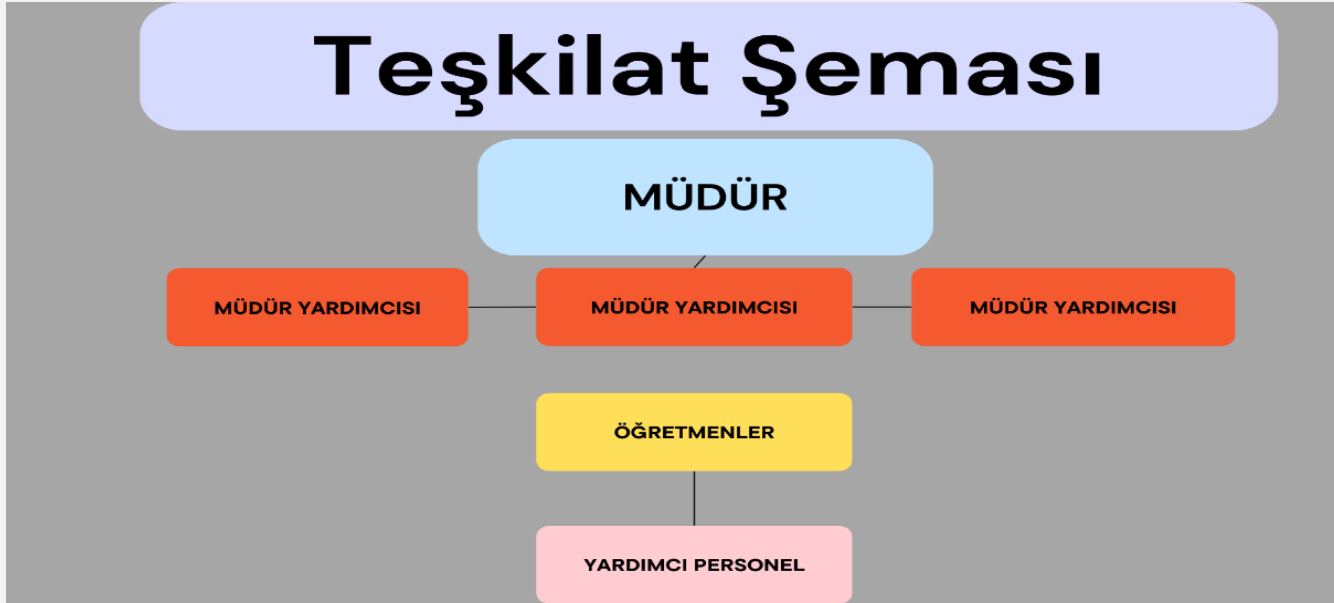 Teşkilat Şeması
MÜDÜR
MÜDÜR YARDIMCISI
MÜDÜR YARDIMCISI
MÜDÜR YARDIMCISI
ÖĞRETMENLER
YARDIMCI PERSONEL